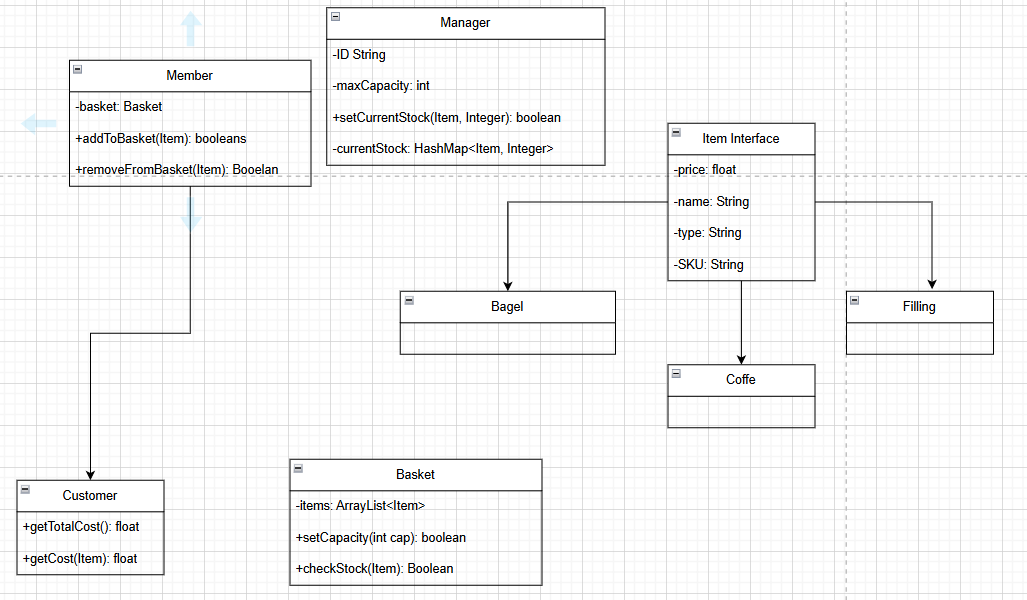 Manager
-ID String
-maxCapacity: int
+setCurrentStock(Item, Integer): boolean
-currentStock: HashMap<Item, Integer>
Member
-basket: Basket
+addToBasket(Item): booleans
+removeFromBasket(Item): Booelan
Item Interface
-price: float
-name: String
-type: String
-SKU: String
Bagel
Filling
Coffe
Customer
+getTotalCost(): float
+getCost(Item): float
Basket
-items: ArrayList<Item>
+setCapacity(int cap): boolean
+checkStock(Item): Boolean